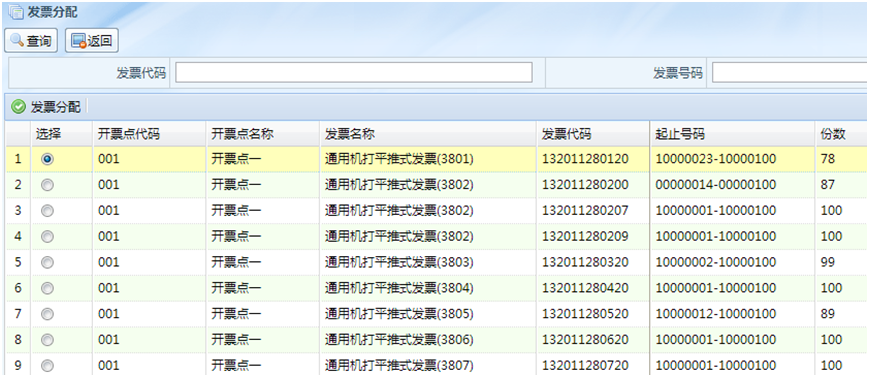 发票分配
查询 返回
发票代码 发票号码
发票分配
选择 开票点代码 开票点名称 发票名称 发票代码 起止号码 份数
1 001 开票点一 通用机打平推式发票(3801) 132011280120 10000023-10000100 78
2 001 开票点一 通用机打平推式发票(3802) 132011280200 00000014-00000100 87
3 001 开票点一 通用机打平推式发票(3802) 132011280207 10000001-10000100 100
4 001 开票点一 通用机打平推式发票(3802) 132011280209 10000001-10000100 100
5 001 开票点一 通用机打平推式发票(3803) 132011280320 10000002-10000100 99
6 001 开票点一 通用机打平推式发票(3804) 132011280420 10000001-10000100 100
7 001 开票点一 通用机打平推式发票(3805) 132011280520 10000012-10000100 89
8 001 开票点一 通用机打平推式发票(3806) 132011280620 10000001-10000100 100
9 001 开票点一 通用机打平推式发票(3807) 132011280720 10000001-10000100 100